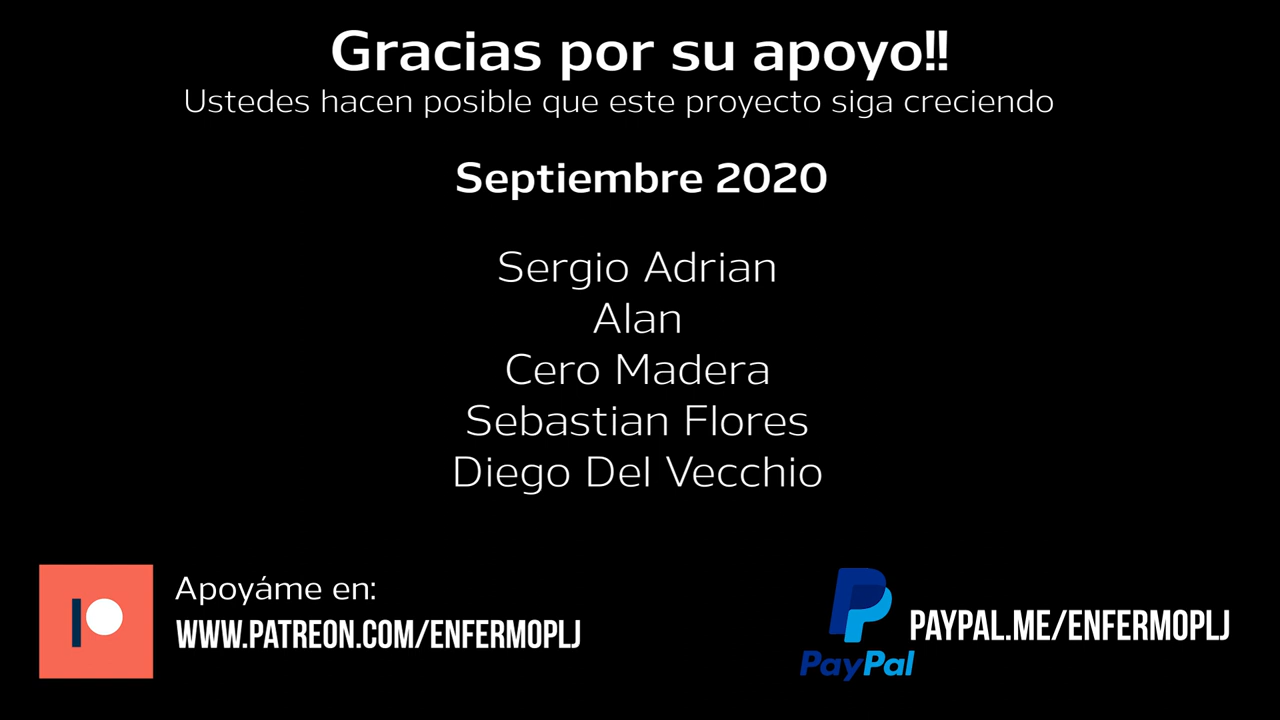 Gracias por su apoyo!!
Ustedes hacen posible que este proyecto siga creciendo
Septiembre 2020
Sergio Adrian
Alan
Cero Madera
Sebastian Flores
Diego Del Vecchio
Apoyáme en:
WWW.PATREON.COM/ENFERMOPLJ
PayPal
PAYPAL.ME/ENFERMOPLJ